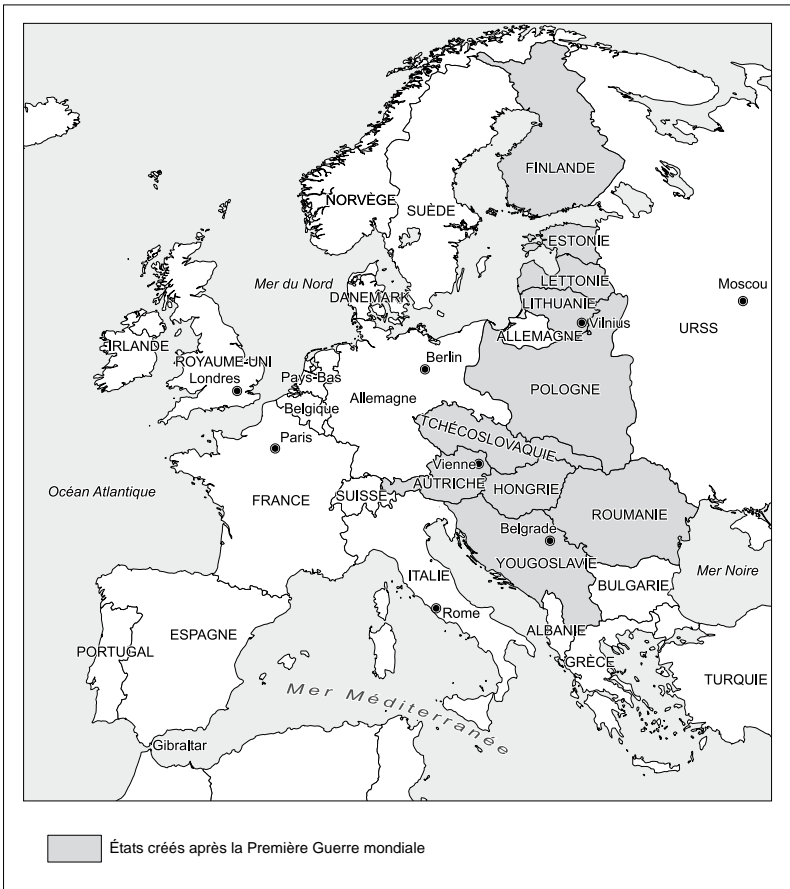 FINLANDE
NORVÈGE
SUÈDE
ESTONIE
Mer du Nord
LETTONIE
Moscou
DANEMARK
LITHUANIE
Vilnius
URSS
ALLEMAGNE
IRLANDE
ROYAUME-UNI
Londres
Pays-Bas
Berlin
Belgique
Allemagne
POLOGNE
TCHÉCOSLOVAQUIE
Paris
Vienne
AUTRICHE
Océan Atlantique
FRANCE
SUISSE
HONGRIE
ROUMANIE
Belgrade
YOUGOSLAVIE
Mer Noire
ITALIE
BULGARIE
Rome
ESPAGNE
PORTUGAL
ALBANIE
GRÈCE
TURQUIE
Mer Méditerranée
Gibraltar
États créés après la Première Guerre mondiale